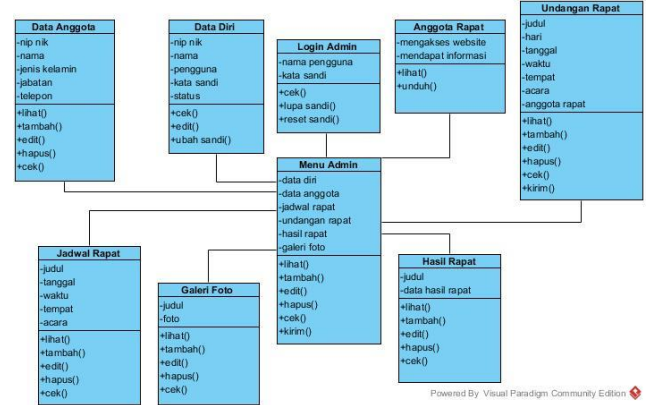 Data Anggota
-nip nik
-nama
-jenis kelamin
-jabatan
-telepon
+lihat()
+tambah()
+edit()
+hapus()
+cek()
Data Diri
-nip nik
-nama
-pengguna
-kata sandi
-status
+cek()
+edit()
+ubah sandi()
Login Admin
-nama pengguna
-kata sandi
+cek()
+lupa sandi()
+reset sandi()
Anggota Rapat
-mengakses website
-mendapat informasi
+lihat()
+unduh()
Undangan Rapat
-judul
-hari
-tanggal
-waktu
-tempat
-acara
-anggota rapat
+lihat()
+tambah()
+edit()
+hapus()
+cek()
+kirim()
Menu Admin
-data diri
-data anggota
-jadwal rapat
-undangan rapat
-hasil rapat
-galeri foto
+lihat()
+tambah()
+edit()
+hapus()
+cek()
+kirim()
Jadwal Rapat
-judul
-tanggal
-waktu
-tempat
-acara
+lihat()
+tambah()
+edit()
+hapus()
+cek()
Galeri Foto
-judul
-foto
+lihat()
+tambah()
+edit()
+hapus()
+cek()
Hasil Rapat
-judul
-data hasil rapat
+lihat()
+tambah()
+edit()
+hapus()
+cek()
Powered By Visual Paradigm Community Edition